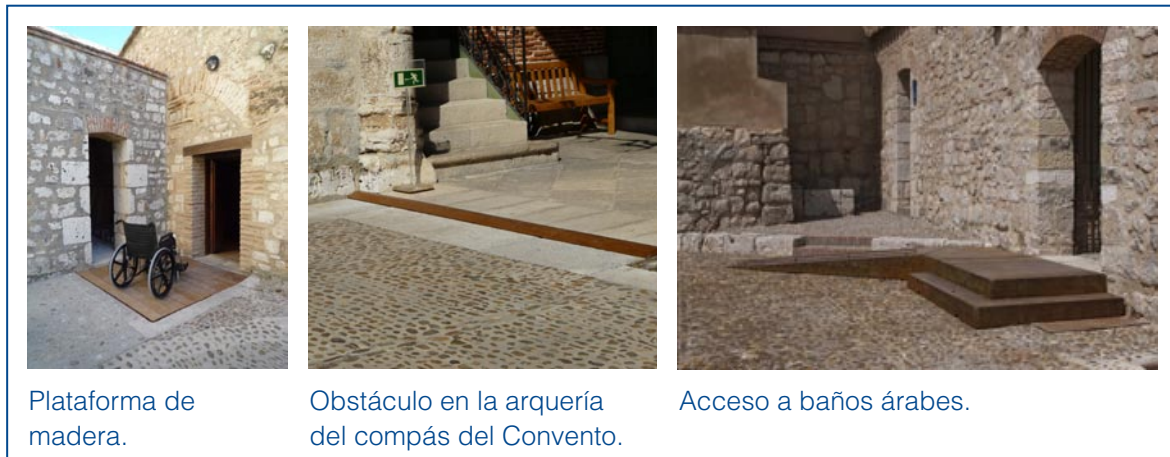 Plataforma de
madera.
Obstáculo en la arquería
del compás del Convento.
Acceso a baños árabes.